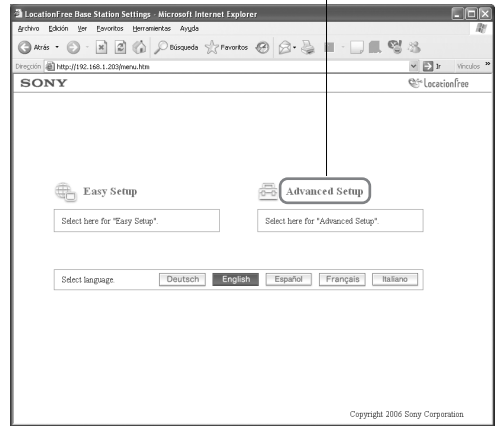 LocationFree Base Station Settings - Microsoft Internet Explorer
Archivo Edición Ver Favoritos Herramientas Ayuda
Atrás Búsqueda Favoritos
Dirección http://192.168.1.203/menu.htm Ir Vínculos »
SONY LocationFree
Easy Setup Advanced Setup
Select here for "Easy Setup". Select here for "Advanced Setup".
Select language. Deutsch English Español Français Italiano
Copyright 2006 Sony Corporation